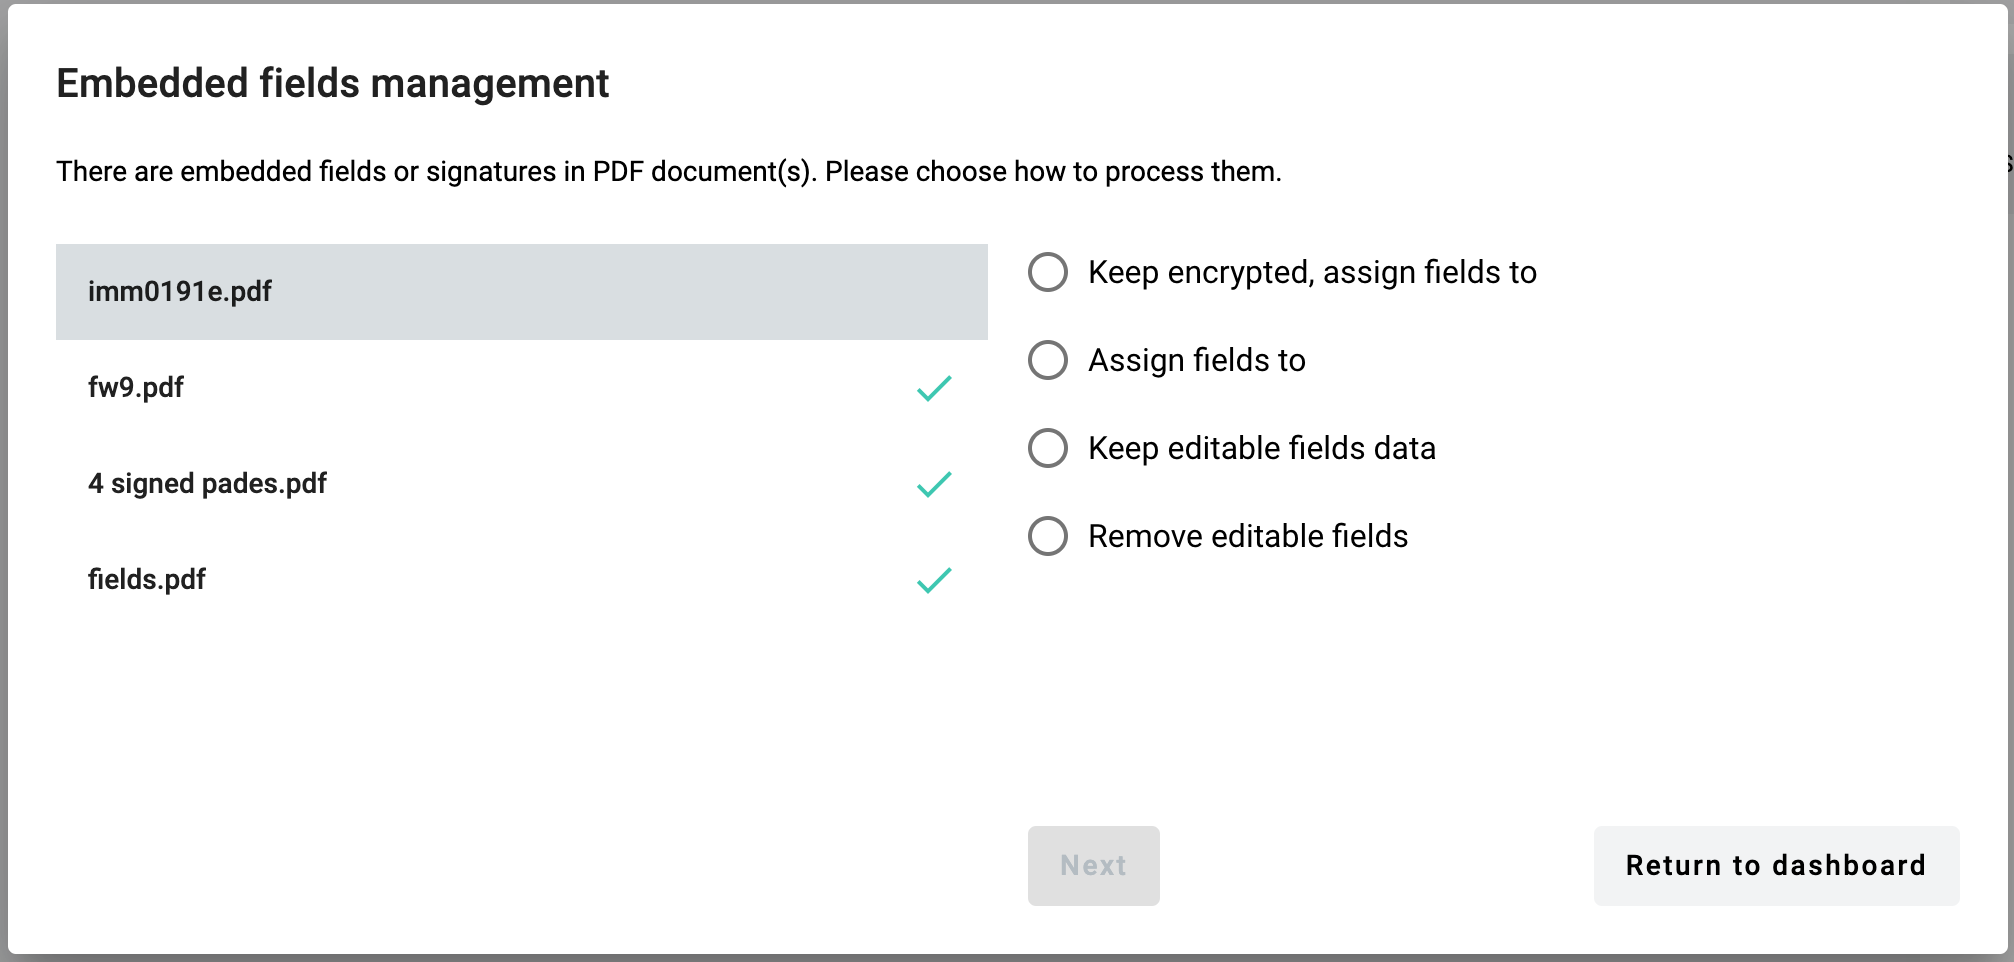 Embedded fields management
There are embedded fields or signatures in PDF document(s). Please choose how to process them.
imm0191e.pdf
fw9.pdf
4 signed pades.pdf
fields.pdf
Keep encrypted, assign fields to
Assign fields to
Keep editable fields data
Remove editable fields
Next
Return to dashboard